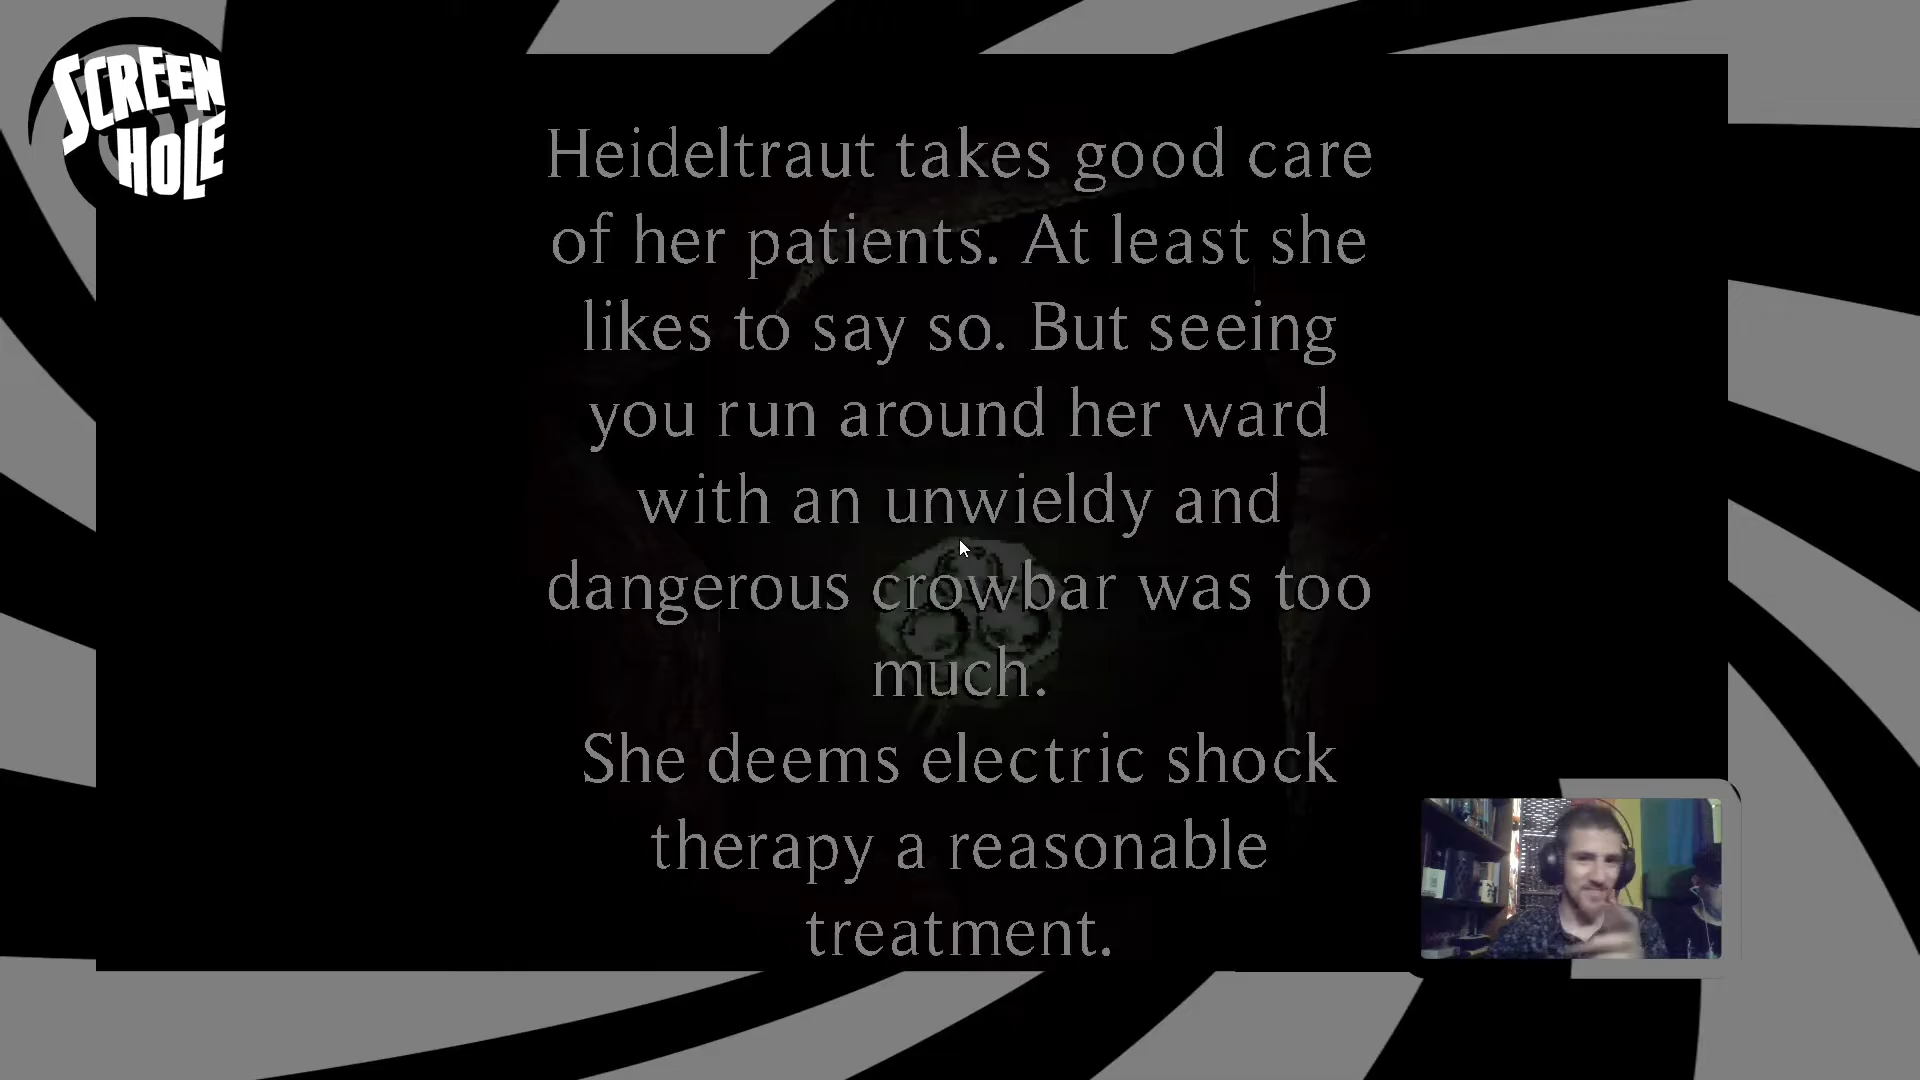 SCREEN
HOLE
Heideltraut takes good care
of her patients. At least she
likes to say so. But seeing
you run around her ward
with an unwieldy and
dangerous crowbar was too
much.
She deems electric shock
therapy a reasonable
treatment.